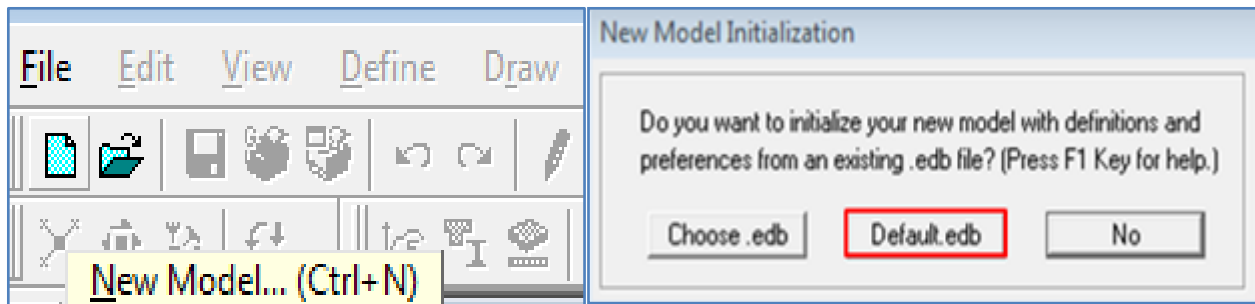 File Edit View Define Draw
New Model... (Ctrl+N)
New Model Initialization
Do you want to initialize your new model with definitions and
preferences from an existing .edb file? (Press F1 Key for help.)
Choose .edb Default.edb No